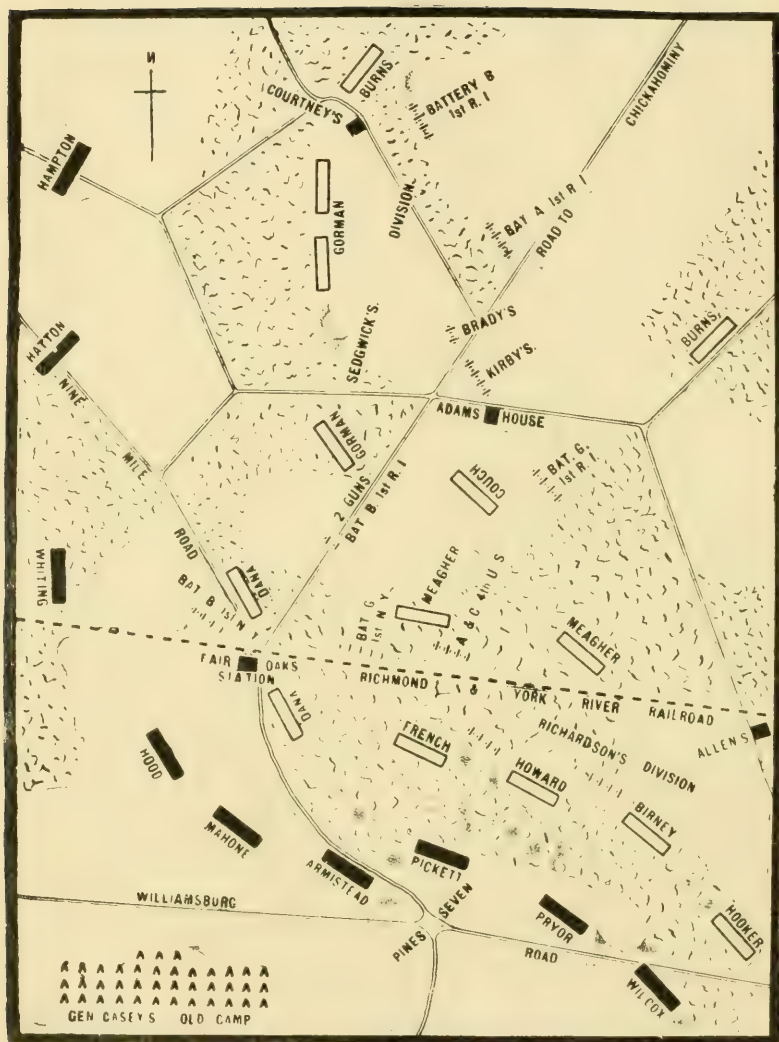 N
BURNS
COURTNEY'S
BATTERY B
1st R. I
CHICKAHOMINY
HAMPTON
GORMAN
DIVISION
BAT A 1st R I
ROAD TO
SEDGWICK'S.
BRADY'S
KIRBY'S.
BURNS
HATTON
NINE
MILE
ROAD
ADAMS HOUSE
GORMAN
2 GUNS
BAT B. 1st R. I
COUCH
BAT G.
1st R. I
WHITING
BAT B 1st N
DANA
BAT G
1st N Y
MEAGHER
A & C 4th U S
MEAGHER
FAIR OAKS
STATION
RICHMOND & YORK RIVER RAILROAD
DANA
RICHARDSON'S
DIVISION
ALLENS
FRENCH
HOWARD
BIRNEY
HOOD
MAHONE
ARMISTEAD
PICKETT
WILLIAMSBURG
SEVEN
PINES
PRYOR
ROAD
HOOKER
WILCOX
GEN CASEY'S OLD CAMP